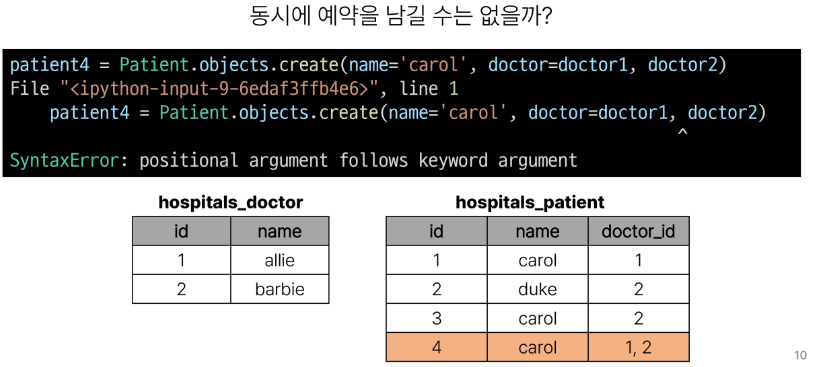 동시에 예약을 남길 수는 없을까?
patient4 = Patient.objects.create(name='carol', doctor=doctor1, doctor2)
File "<ipython-input-9-6edaf3ffb4e6>", line 1
patient4 = Patient.objects.create(name='carol', doctor=doctor1, doctor2)
^
SyntaxError: positional argument follows keyword argument
hospitals_doctor
id name
1 allie
2 barbie
hospitals_patient
id name doctor_id
1 carol 1
2 duke 2
3 carol 2
4 carol 1, 2
10